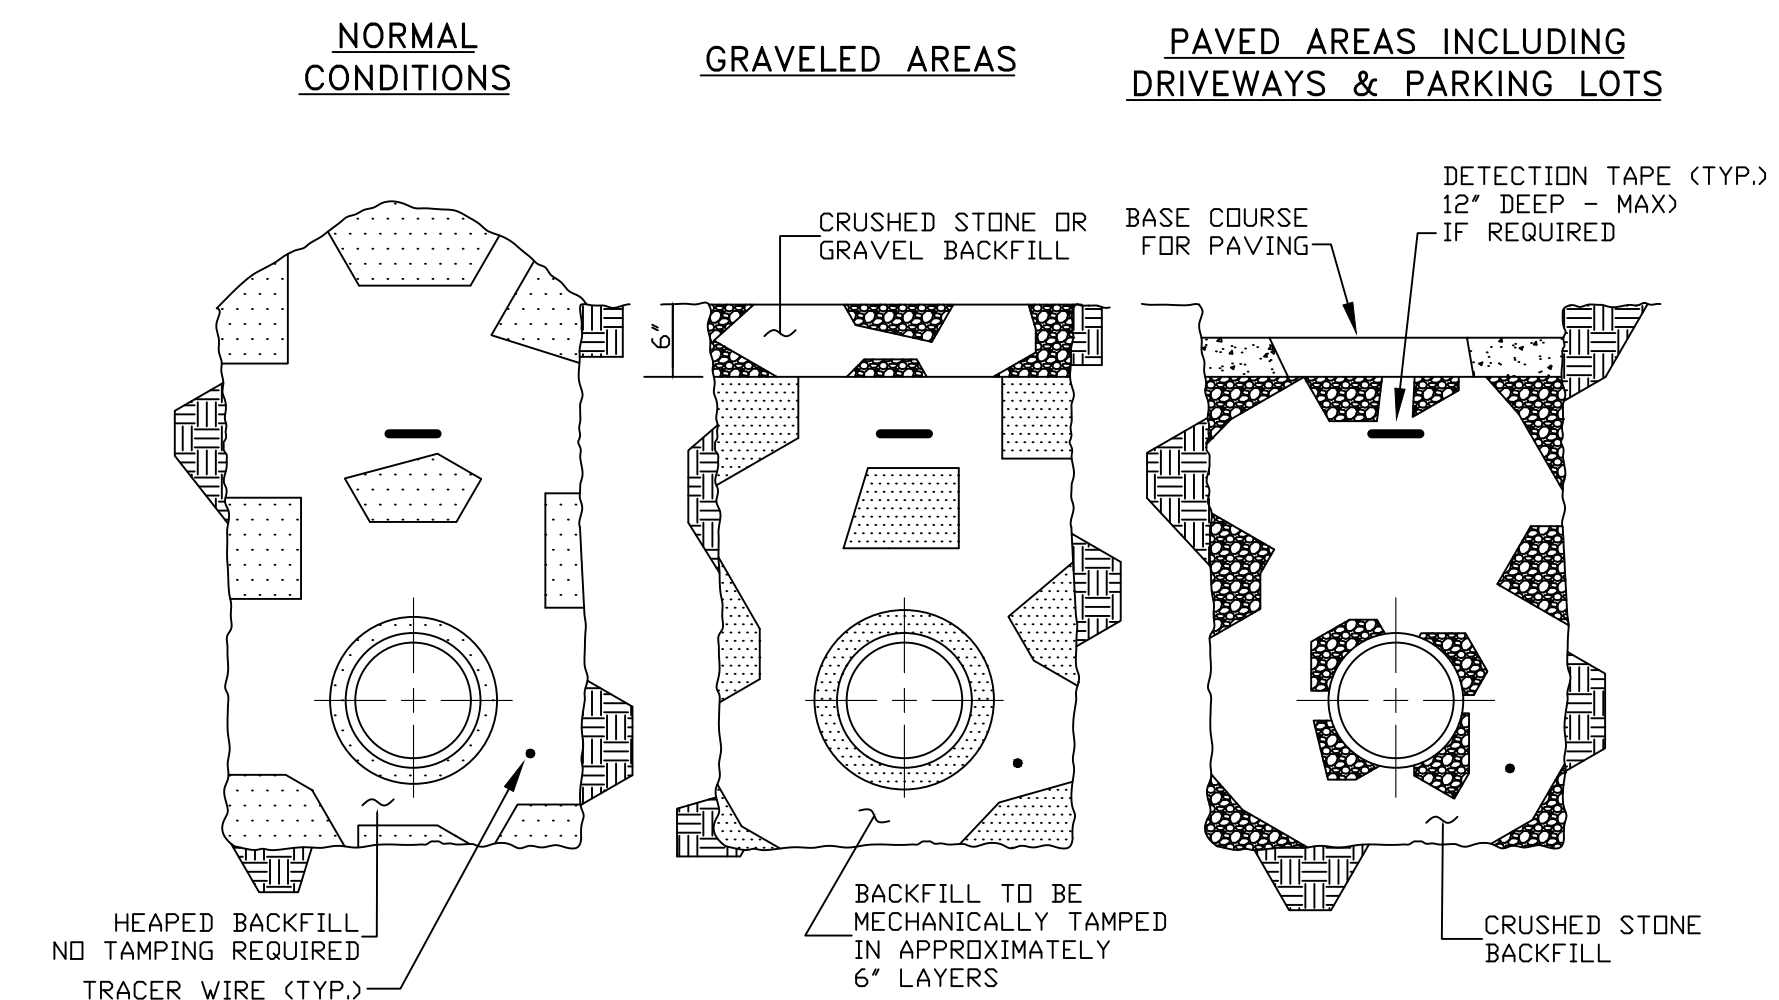 NORMAL
CONDITIONS
GRAVELED AREAS
PAVED AREAS INCLUDING
DRIVEWAYS & PARKING LOTS
DETECTION TAPE (TYP.)
12" DEEP - MAX)
IF REQUIRED
CRUSHED STONE OR
GRAVEL BACKFILL
BASE COURSE
FOR PAVING
6"
BACKFILL TO BE
MECHANICALLY TAMPED
IN APPROXIMATELY
6" LAYERS
HEAPED BACKFILL
NO TAMPING REQUIRED
TRACER WIRE (TYP.)
CRUSHED STONE
BACKFILL